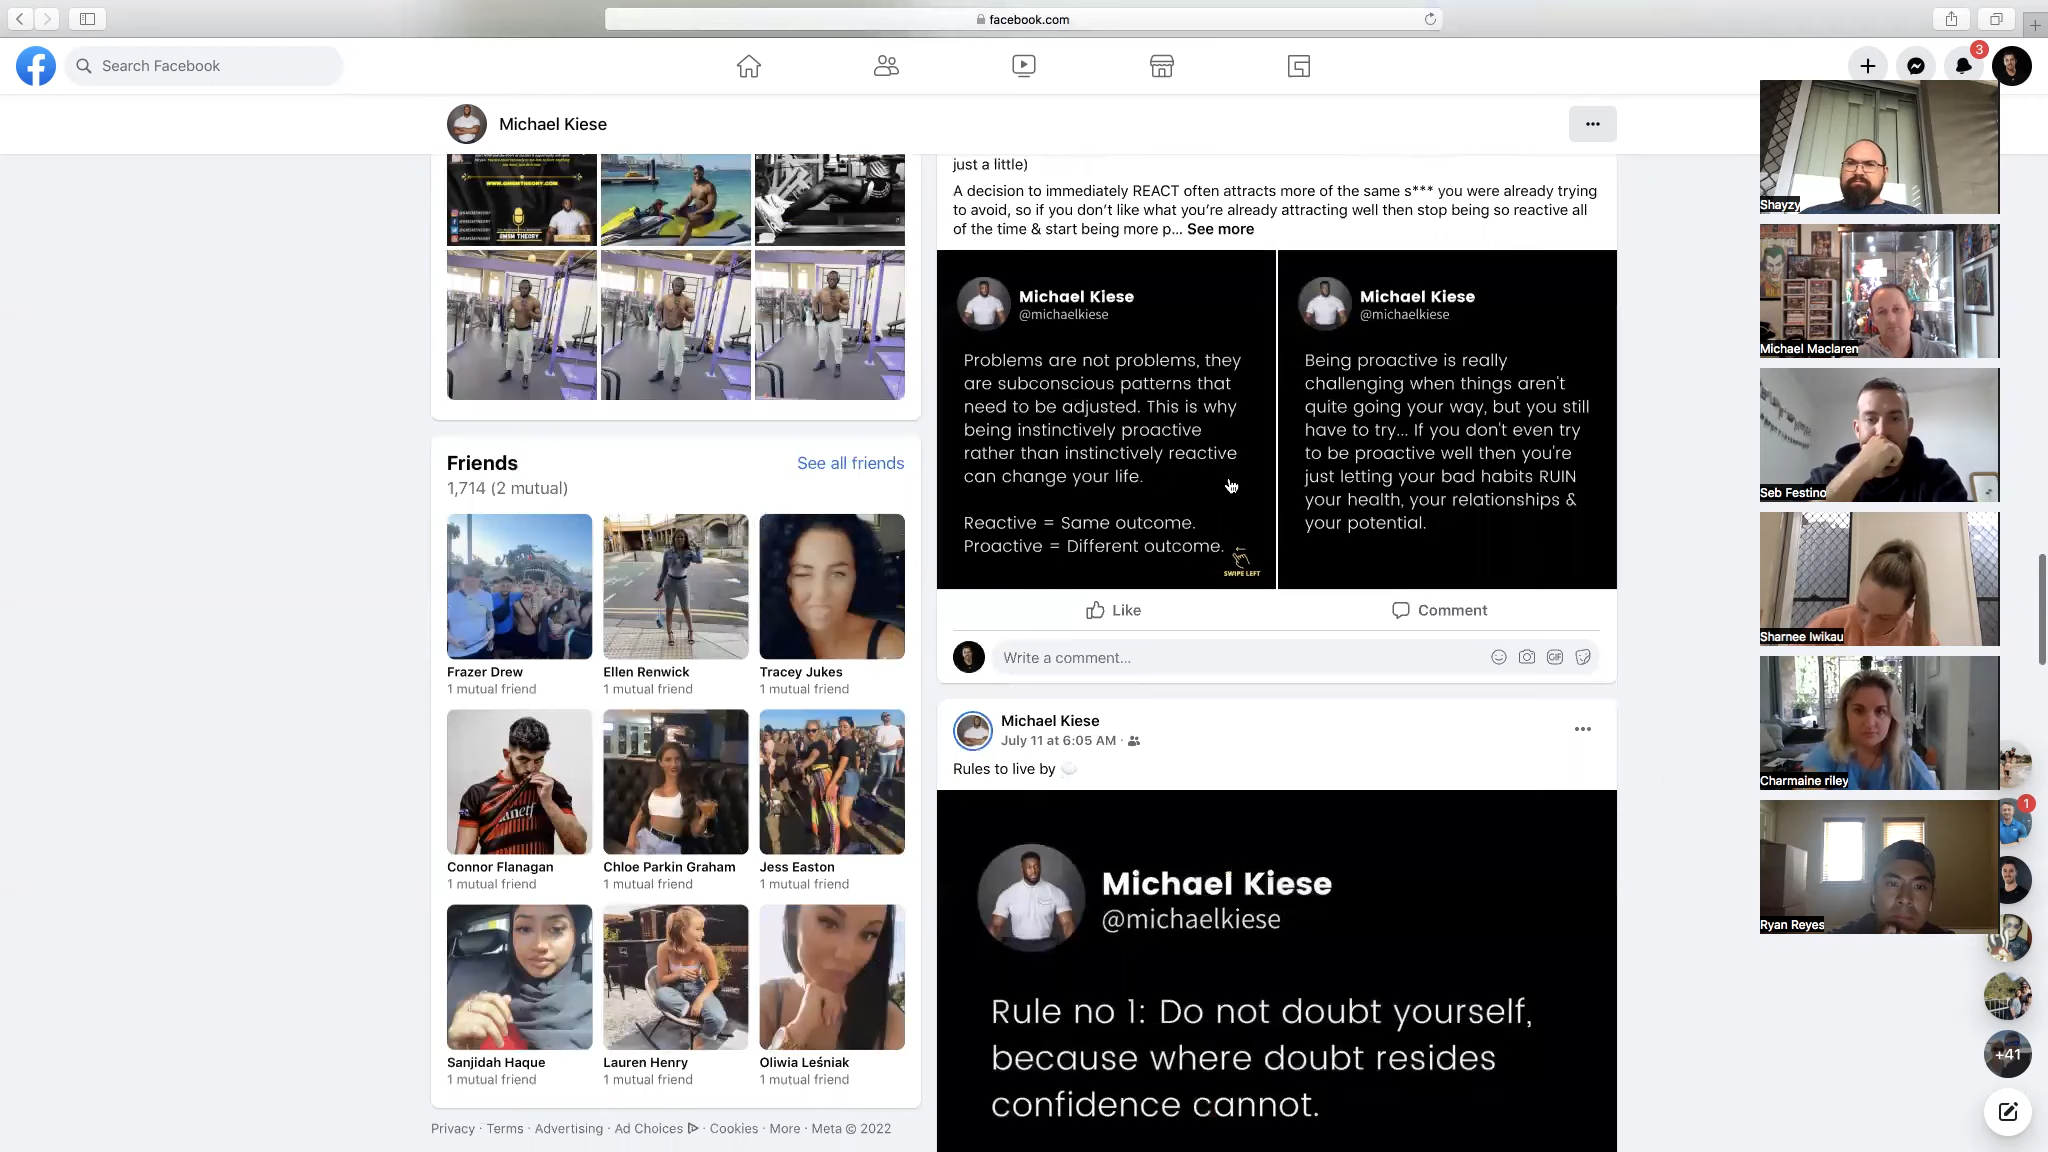 facebook.com
Search Facebook
3
Michael Kiese
WWW.GMSMTHEORY.COM
@GMSMTHEORY
@GMSMTHEORY
@GMSMTHEORY
GMSM THEORY
just a little)
A decision to immediately REACT often attracts more of the same s*** you were already trying
to avoid, so if you don't like what you're already attracting well then stop being so reactive all
of the time & start being more p... See more
Michael Kiese
@michaelkiese
Problems are not problems, they
are subconscious patterns that
need to be adjusted. This is why
being instinctively proactive
rather than instinctively reactive
can change your life.
Reactive = Same outcome.
Proactive = Different outcome.
SWIPE LEFT
Michael Kiese
@michaelkiese
Being proactive is really
challenging when things aren't
quite going your way, but you still
have to try... If you don't even try
to be proactive well then you're
just letting your bad habits RUIN
your health, your relationships &
your potential.
Like
Comment
Write a comment...
GIF
Friends
See all friends
1,714 (2 mutual)
Frazer Drew
1 mutual friend
Ellen Renwick
1 mutual friend
Tracey Jukes
1 mutual friend
Connor Flanagan
1 mutual friend
Chloe Parkin Graham
1 mutual friend
Jess Easton
1 mutual friend
Sanjidah Haque
1 mutual friend
Lauren Henry
1 mutual friend
Oliwia Leśniak
1 mutual friend
Privacy · Terms · Advertising · Ad Choices · Cookies · More · Meta © 2022
Michael Kiese
July 11 at 6:05 AM ·
Rules to live by
Michael Kiese
@michaelkiese
Rule no 1: Do not doubt yourself,
because where doubt resides
confidence cannot.
Shayzy
Michael Maclaren
Seb Festino
Sharnee Iwikau
Charmaine riley
Ryan Reyes
1
+41